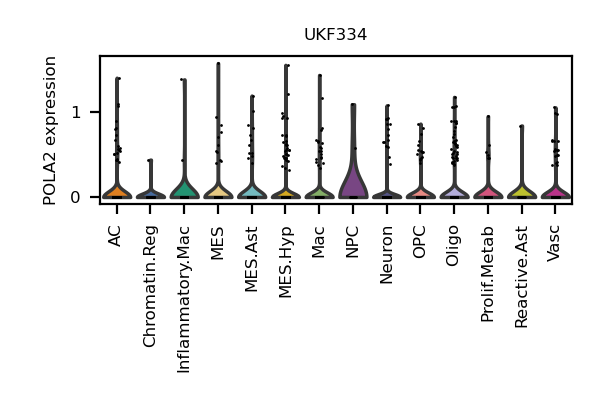 UKF334
POLA2 expression
1
0
AC
Chromatin.Reg
Inflammatory.Mac
MES
MES.Ast
MES.Hyp
Mac
NPC
Neuron
OPC
Oligo
Prolif.Metab
Reactive.Ast
Vasc